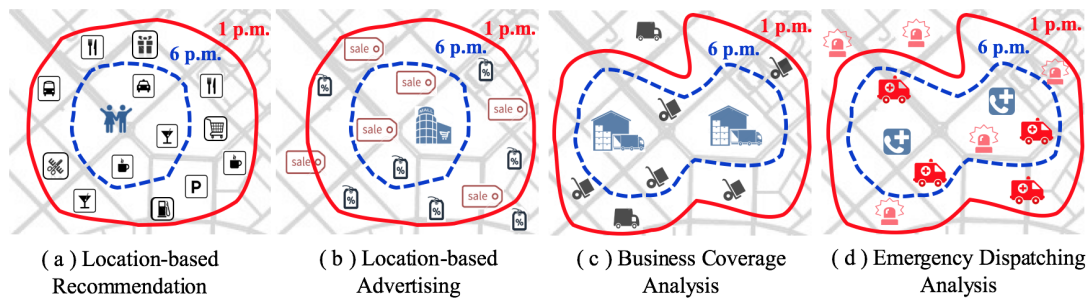 1 p.m.
6 p.m.
P
( a ) Location-based
Recommendation
1 p.m.
6 p.m.
sale
sale
sale
sale
sale
sale
%
%
%
%
%
%
( b ) Location-based
Advertising
1 p.m.
6 p.m.
( c ) Business Coverage
Analysis
1 p.m.
6 p.m.
( d ) Emergency Dispatching
Analysis